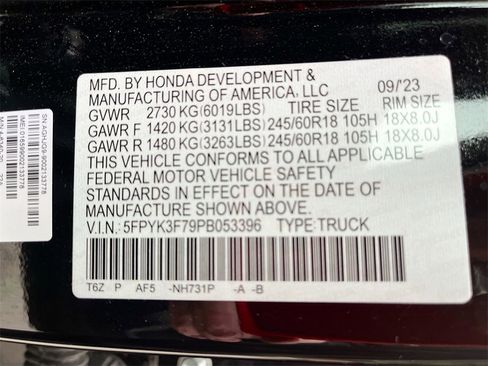 MFD. BY HONDA DEVELOPMENT &
MANUFACTURING OF AMERICA, LLC 09/'23
GVWR 2730 KG(6019LBS) TIRE SIZE RIM SIZE
GAWR F 1420 KG(3131LBS) 245/60R18 105H 18X8.0J
GAWR R 1480 KG(3263LBS) 245/60R18 105H 18X8.0J
THIS VEHICLE CONFORMS TO ALL APPLICABLE
FEDERAL MOTOR VEHICLE SAFETY
STANDARDS IN EFFECT ON THE DATE OF
MANUFACTURE SHOWN ABOVE.
V.I.N: 5FPYK3F79PB053396 TYPE:TRUCK
T6Z P AF5 -NH731P -A -B